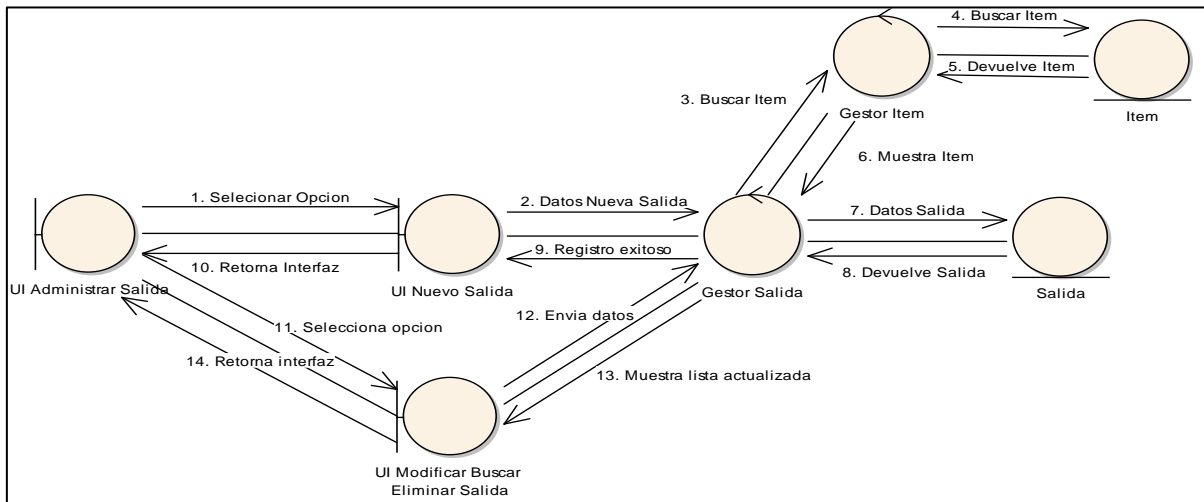 4. Buscar Item
5. Devuelve Item
3. Buscar Item
Gestor Item
Item
6. Muestra Item
1. Selecionar Opcion
2. Datos Nueva Salida
7. Datos Salida
9. Registro exitoso
10. Retorna Interfaz
8. Devuelve Salida
UI Administrar Salida
UI Nuevo Salida
Gestor Salida
Salida
11. Selecciona opcion
12. Envia datos
14. Retorna interfaz
13. Muestra lista actualizada
UI Modificar Buscar
Eliminar Salida